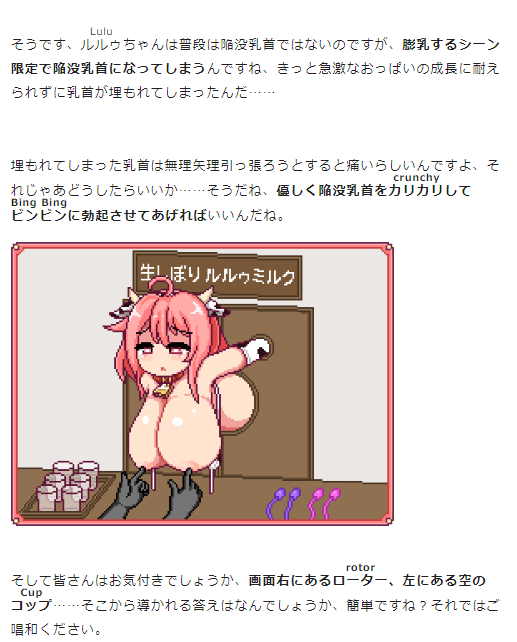 Lulu
そうです、ルルゥちゃんは普段は陥没乳首ではないのですが、膨乳するシーン
限定で陥没乳首になってしまうんですね、きっと急激なおっぱいの成長に耐え
られずに乳首が埋もれてしまったんだ……
埋もれてしまった乳首は無理矢理引っ張ろうとすると痛いらしいんですよ、そ
crunchy
れじゃあどうしたらいいか……そうだね、優しく陥没乳首をカリカリして
Bing Bing
ビンビンに勃起させてあげればいいんだね。
生しぼりルルゥミルク
rotor
そして皆さんはお気付きでしょうか、画面右にあるローター、左にある空の
Cup
コップ……そこから導かれる答えはなんでしょうか、簡単ですね？それではご
唱和ください。